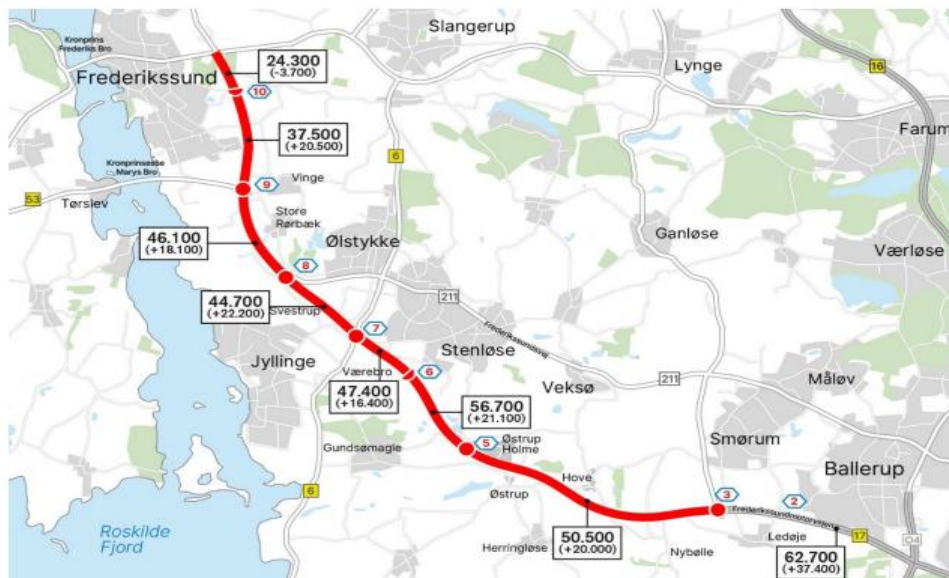 Kronprins
Frederiks Bro
Slangerup
Lynge
16
24.300
(-3.700)
Frederikssund
10
Farum
37.500
(+20.500)
6
Kronprinsesse
Marys Bro
9
Vinge
53
Tørslev
Store
Rørbæk
Ganløse
Værløse
46.100
(+18.100)
Ølstykke
8
211
44.700
(+22.200)
Svestrup
7
Frederikssundsvej
Jyllinge
Stenløse
Værebro
6
47.400
(+16.400)
Veksø
211
Måløv
56.700
(+21.100)
Gundsømagle
5
Østrup
Holme
Smørum
Ballerup
Hove
6
Østrup
3
2
Frederikssundmotorvejen
Roskilde
Fjord
Herringløse
50.500
(+20.000)
Nybølle
Ledøje
17
O4
62.700
(+37.400)